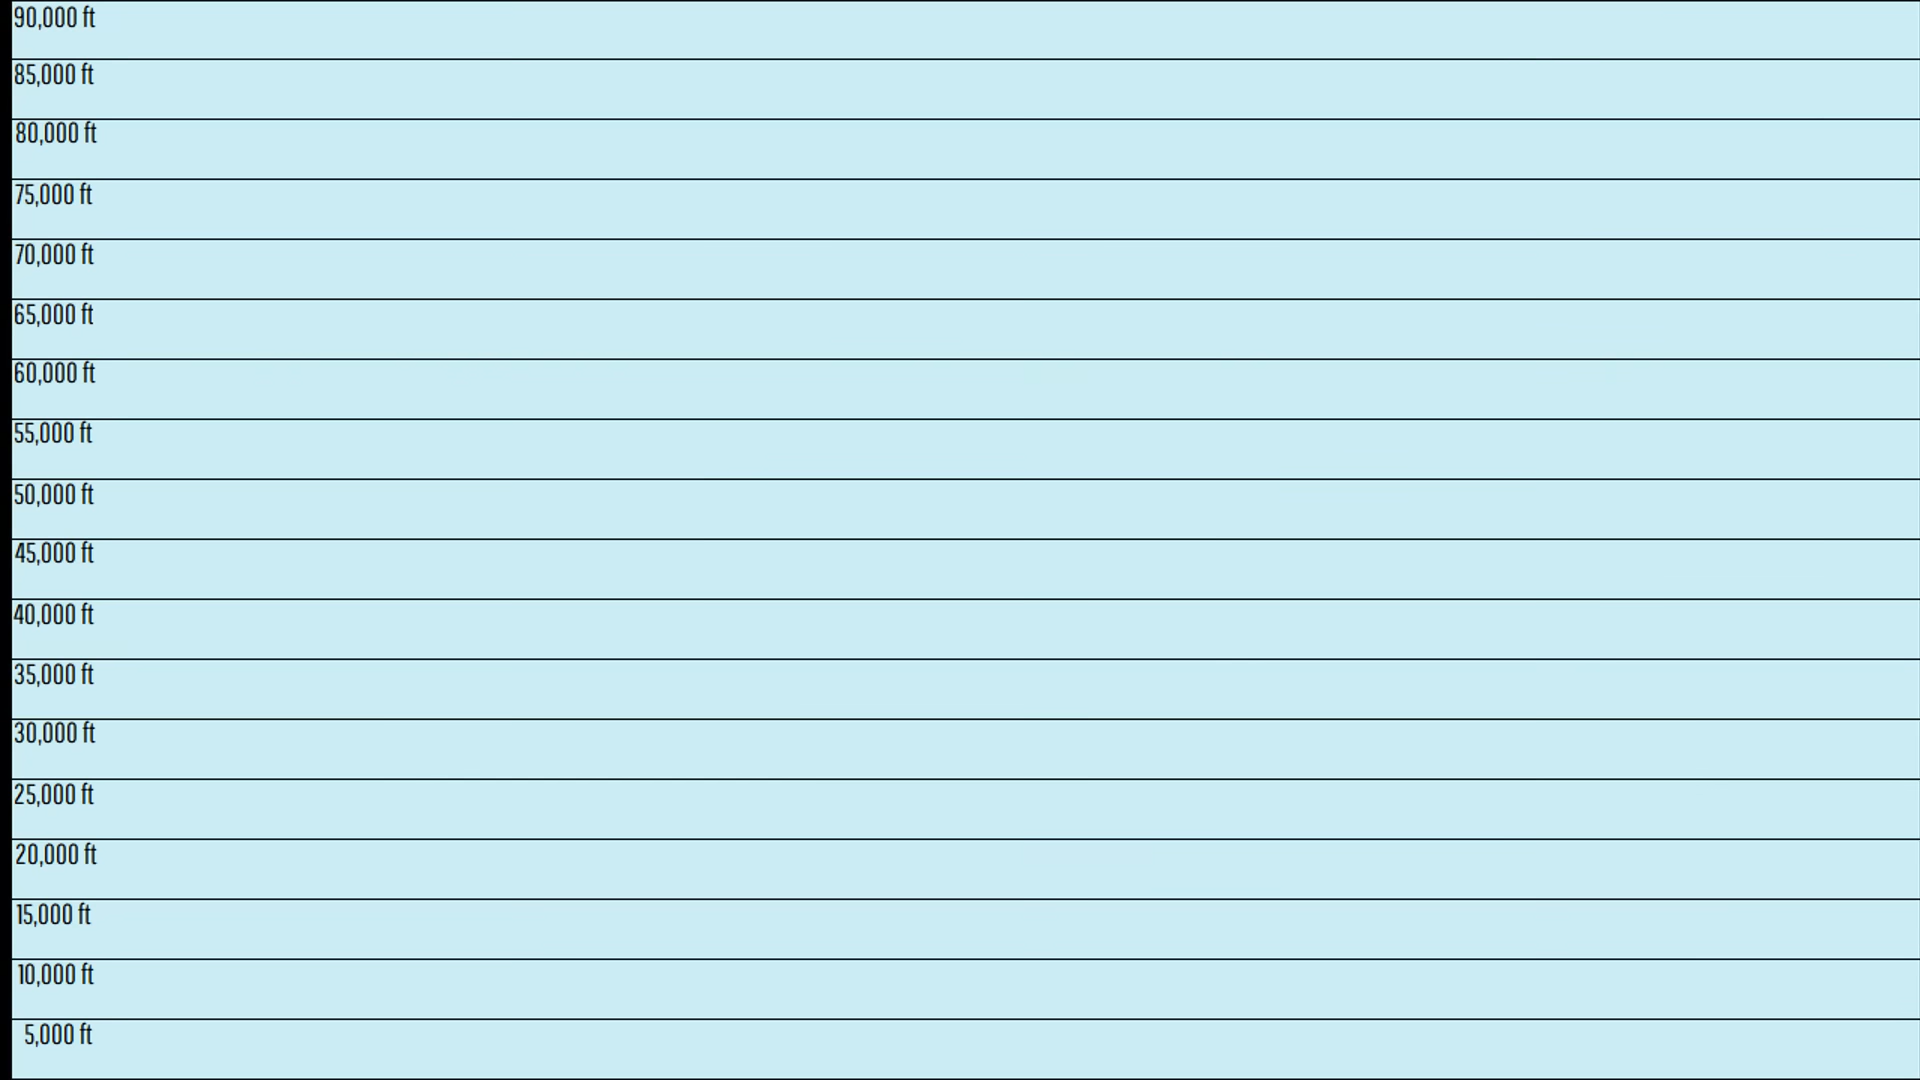 90,000 ft
85,000 ft
80,000 ft
75,000 ft
70,000 ft
65,000 ft
60,000 ft
55,000 ft
50,000 ft
45,000 ft
40,000 ft
35,000 ft
30,000 ft
25,000 ft
20,000 ft
15,000 ft
10,000 ft
5,000 ft